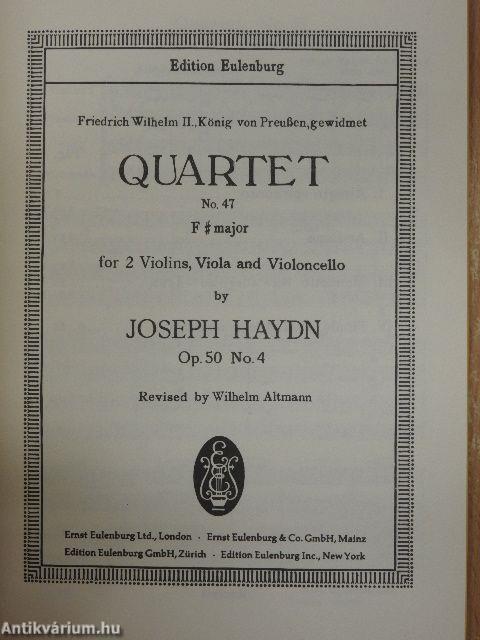 Edition Eulenburg
Friedrich Wilhelm II., König von Preußen, gewidmet
QUARTET
No. 47
F♯major
for 2 Violins, Viola and Violoncello
by
JOSEPH HAYDN
Op. 50 No. 4
Revised by Wilhelm Altmann
Ernst Eulenburg Ltd., London · Ernst Eulenburg & Co. GmbH, Mainz
Edition Eulenburg GmbH, Zürich · Edition Eulenburg Inc., New York
Antikvárium.hu